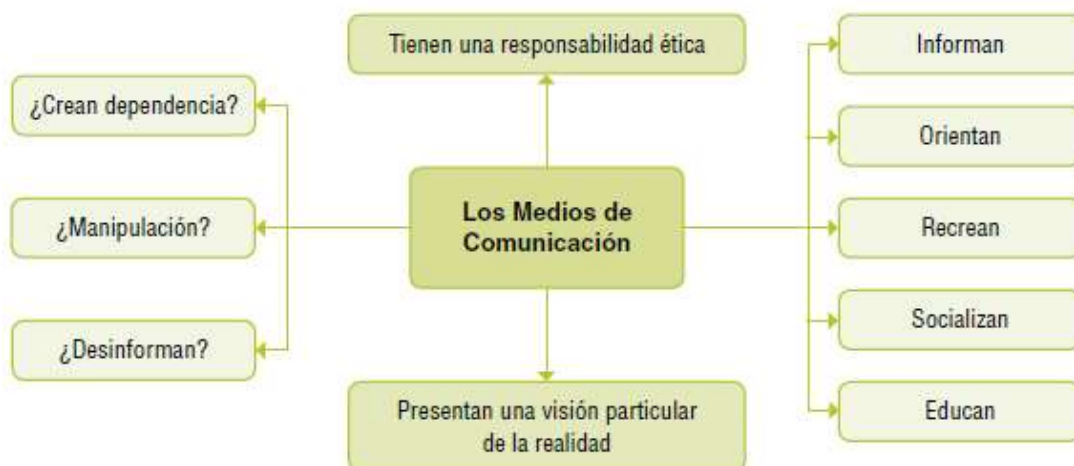 Tienen una responsabilidad ética
¿Crean dependencia?
¿Manipulación?
¿Desinforman?
Los Medios de
Comunicación
Informan
Orientan
Recrean
Socializan
Educan
Presentan una visión particular
de la realidad